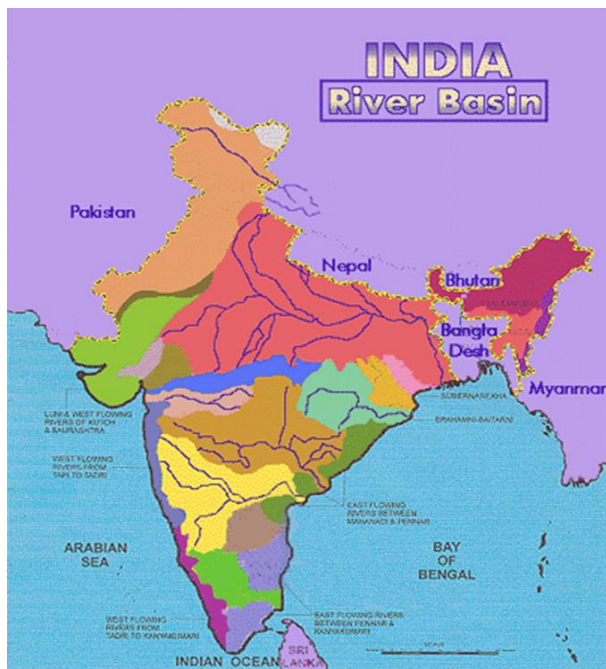 INDIA
River Basin
Pakistan
Nepal
Bhutan
Bangla
Desh
Myanmar
SUBERNAREKHA
BRAHAMNI-BAITARNI
LUNI & WEST FLOWING
RIVERS OF KUTCH
& SAURASHTRA
WEST FLOWING
RIVERS FROM
TAPI TO TADRI
EAST FLOWING
RIVERS BETWEEN
MAHANADI & PENNAR
ARABIAN
SEA
BAY
OF
BENGAL
WEST FLOWING
RIVERS FROM
TADRI TO KANYAKUMARI
EAST FLOWING RIVERS
BETWEEN PENNAR &
KANYAKUMARI
INDIAN OCEAN
SRI
LANKA
SCALE